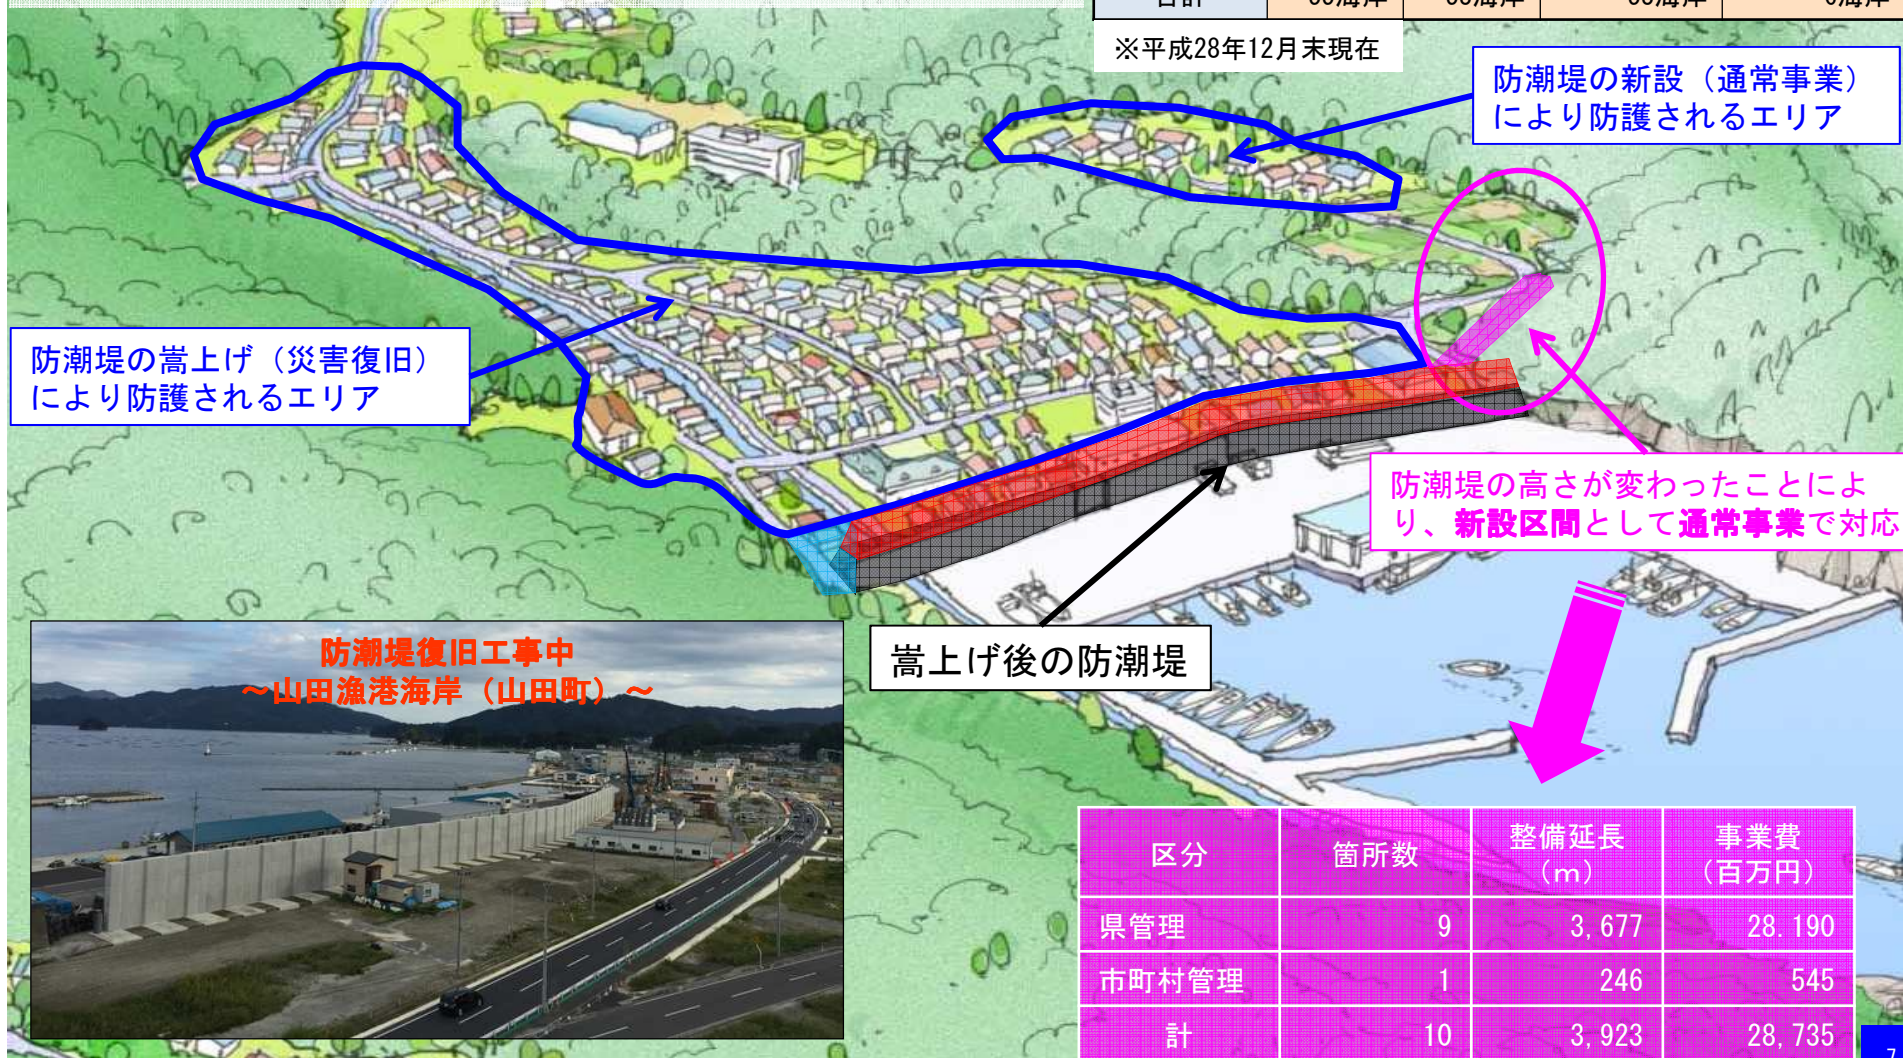 ※平成28年12月末現在
防潮堤の新設（通常事業）
により防護されるエリア
防潮堤の嵩上げ（災害復旧）
により防護されるエリア
防潮堤の高さが変わったことによ
り、新設区間として通常事業で対応
嵩上げ後の防潮堤
防潮堤復旧工事中
～山田漁港海岸（山田町）～
区分 箇所数 整備延長（ｍ） 事業費（百万円）
県管理 9 3,677 28.190
市町村管理 1 246 545
計 10 3,923 28,735
7